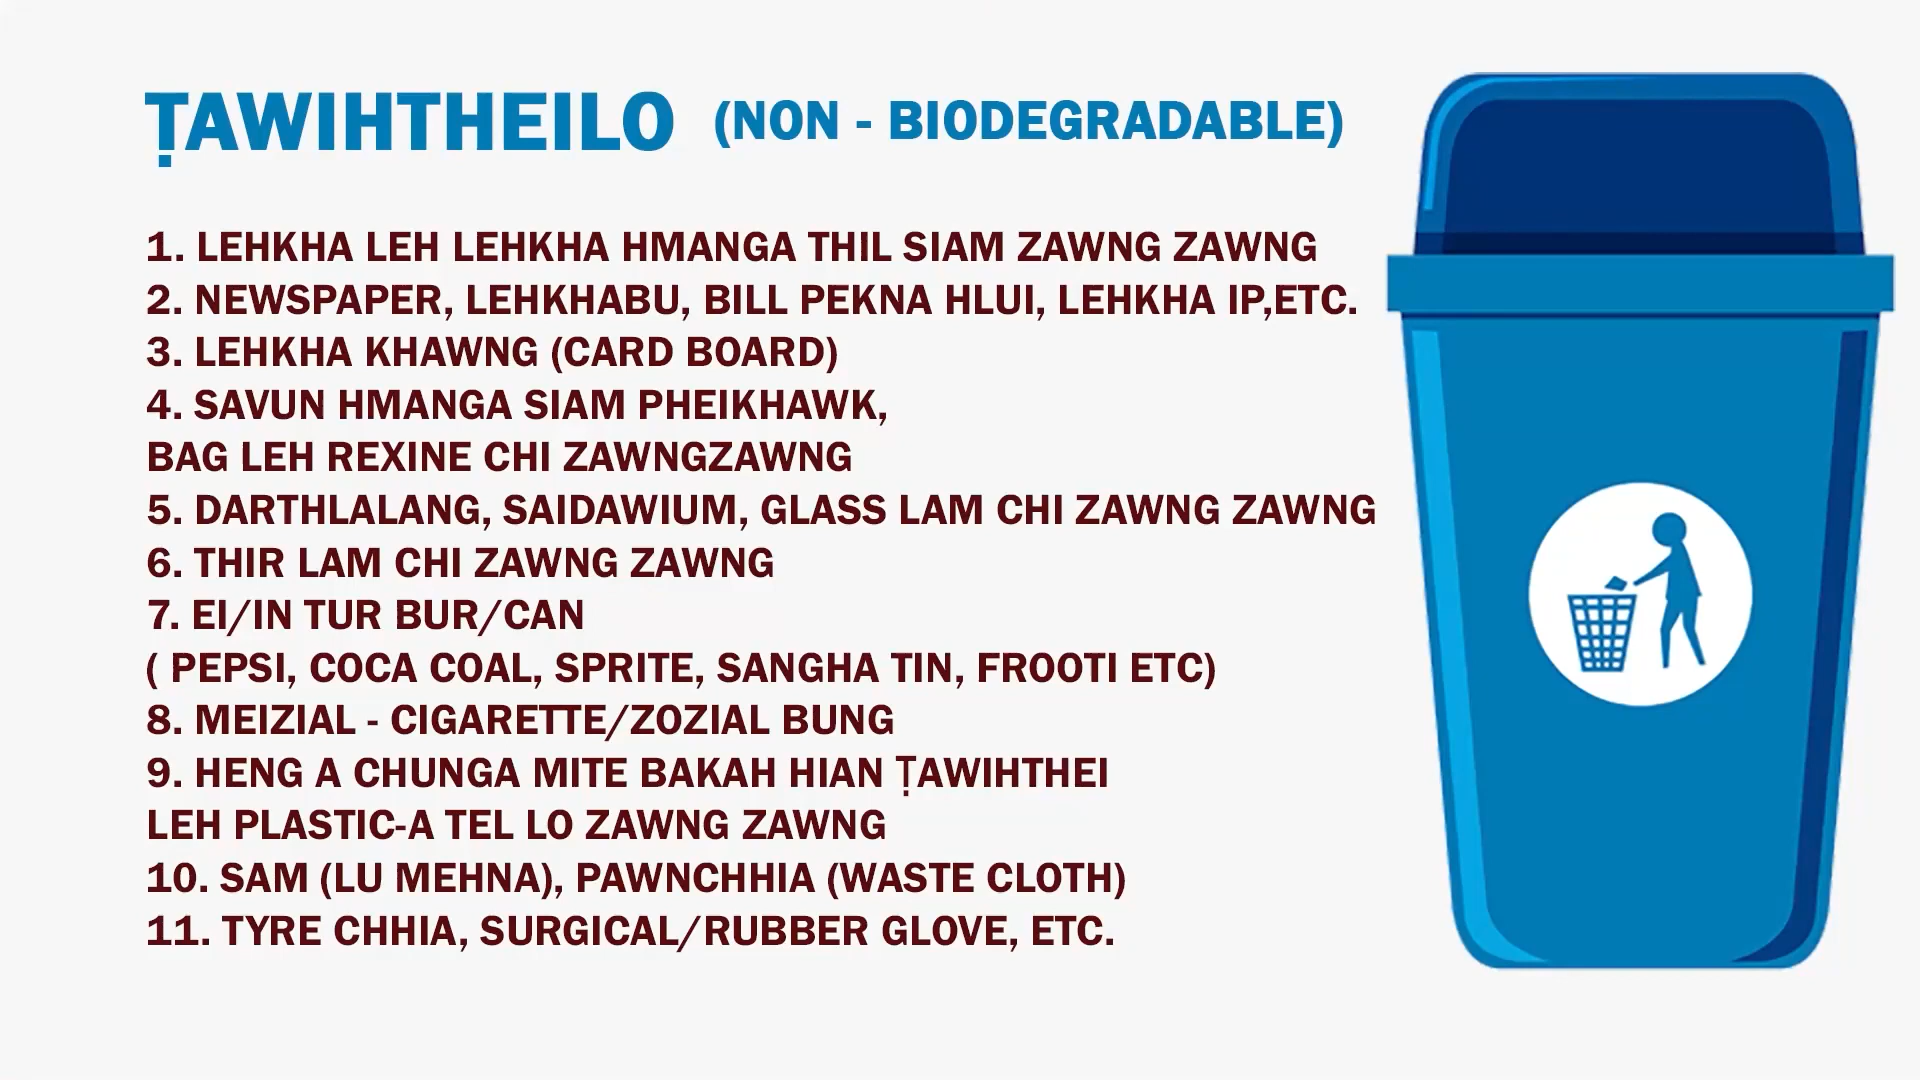 ṬAWIHTHEILO (NON - BIODEGRADABLE)
1. LEHKHA LEH LEHKHA HMANGA THIL SIAM ZAWNG ZAWNG
2. NEWSPAPER, LEHKHABU, BILL PEKNA HLUI, LEHKHA IP,ETC.
3. LEHKHA KHAWNG (CARD BOARD)
4. SAVUN HMANGA SIAM PHEIKHAWK,
BAG LEH REXINE CHI ZAWNGZAWNG
5. DARTHLALANG, SAIDAWIUM, GLASS LAM CHI ZAWNG ZAWNG
6. THIR LAM CHI ZAWNG ZAWNG
7. EI/IN TUR BUR/CAN
( PEPSI, COCA COAL, SPRITE, SANGHA TIN, FROOTI ETC)
8. MEIZIAL - CIGARETTE/ZOZIAL BUNG
9. HENG A CHUNGA MITE BAKAH HIAN ṬAWIHTHEI
LEH PLASTIC-A TEL LO ZAWNG ZAWNG
10. SAM (LU MEHNA), PAWNCHHIA (WASTE CLOTH)
11. TYRE CHHIA, SURGICAL/RUBBER GLOVE, ETC.